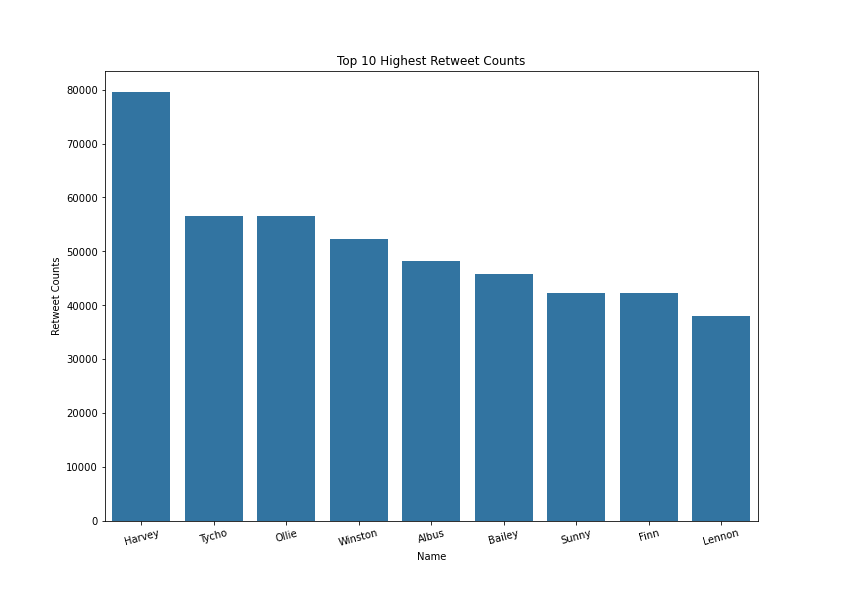 Top 10 Highest Retweet Counts
80000
70000
60000
50000
40000
30000
20000
10000
0
Retweet Counts
Harvey Tycho Ollie Winston Albus Bailey Sunny Finn Lennon
Name